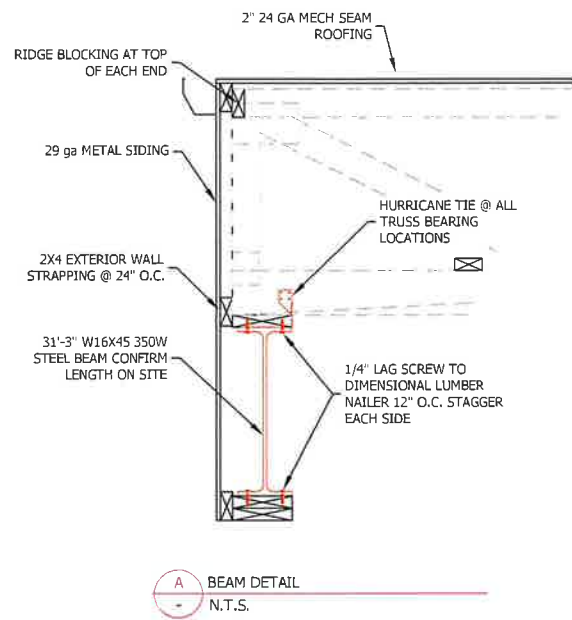 2" 24 GA MECH SEAM
ROOFING
RIDGE BLOCKING AT TOP
OF EACH END
29 ga METAL SIDING
HURRICANE TIE @ ALL
TRUSS BEARING
LOCATIONS
2X4 EXTERIOR WALL
STRAPPING @ 24" O.C.
31'-3" W16X45 350W
STEEL BEAM CONFIRM
LENGTH ON SITE
1/4" LAG SCREW TO
DIMENSIONAL LUMBER
NAILER 12" O.C. STAGGER
EACH SIDE
A BEAM DETAIL
- N.T.S.